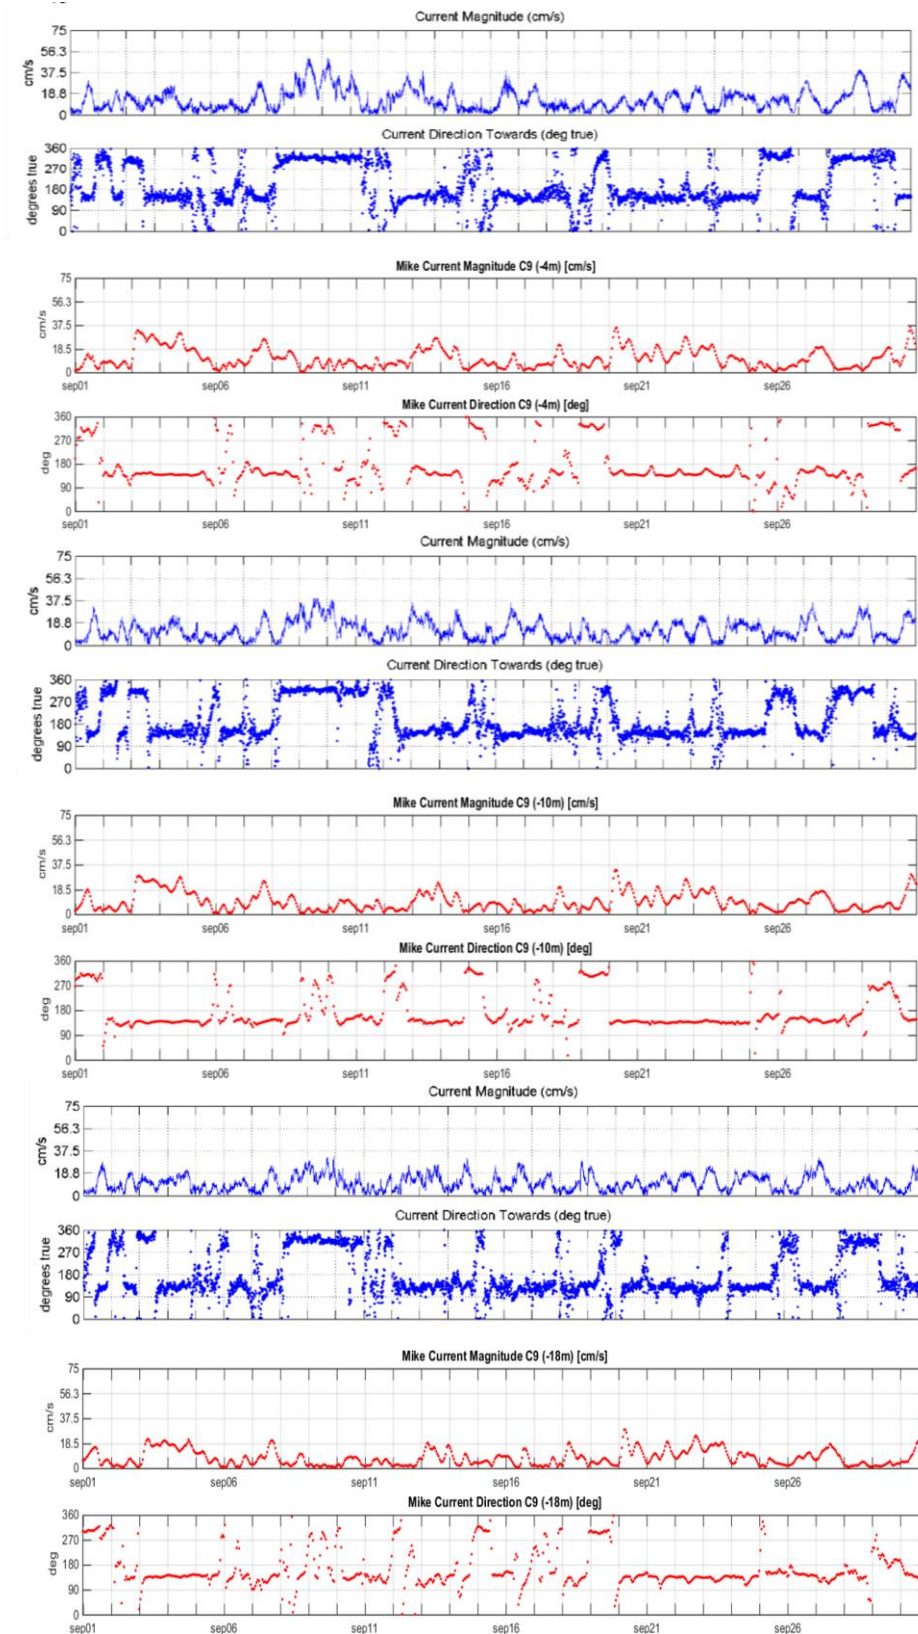 Current Magnitude (cm/s)
75
56.3
37.5
18.8
0
cm/s
Current Direction Towards (deg true)
360
270
180
90
0
degrees true
Mike Current Magnitude C9 (-4m) [cm/s]
75
56.3
37.5
18.5
0
cm/s
sep01 sep06 sep11 sep16 sep21 sep26
Mike Current Direction C9 (-4m) [deg]
360
270
180
90
0
deg
sep01 sep06 sep11 sep16 sep21 sep26
Current Magnitude (cm/s)
75
56.3
37.5
18.8
0
cm/s
Current Direction Towards (deg true)
360
270
180
90
0
degrees true
Mike Current Magnitude C9 (-10m) [cm/s]
75
56.3
37.5
18.5
0
cm/s
sep01 sep06 sep11 sep16 sep21 sep26
Mike Current Direction C9 (-10m) [deg]
360
270
180
90
0
deg
sep01 sep06 sep11 sep16 sep21 sep26
Current Magnitude (cm/s)
75
56.3
37.5
18.8
0
cm/s
Current Direction Towards (deg true)
360
270
180
90
0
degrees true
Mike Current Magnitude C9 (-18m) [cm/s]
75
56.3
37.5
18.5
0
cm/s
sep01 sep06 sep11 sep16 sep21 sep26
Mike Current Direction C9 (-18m) [deg]
360
270
180
90
0
deg
sep01 sep06 sep11 sep16 sep21 sep26